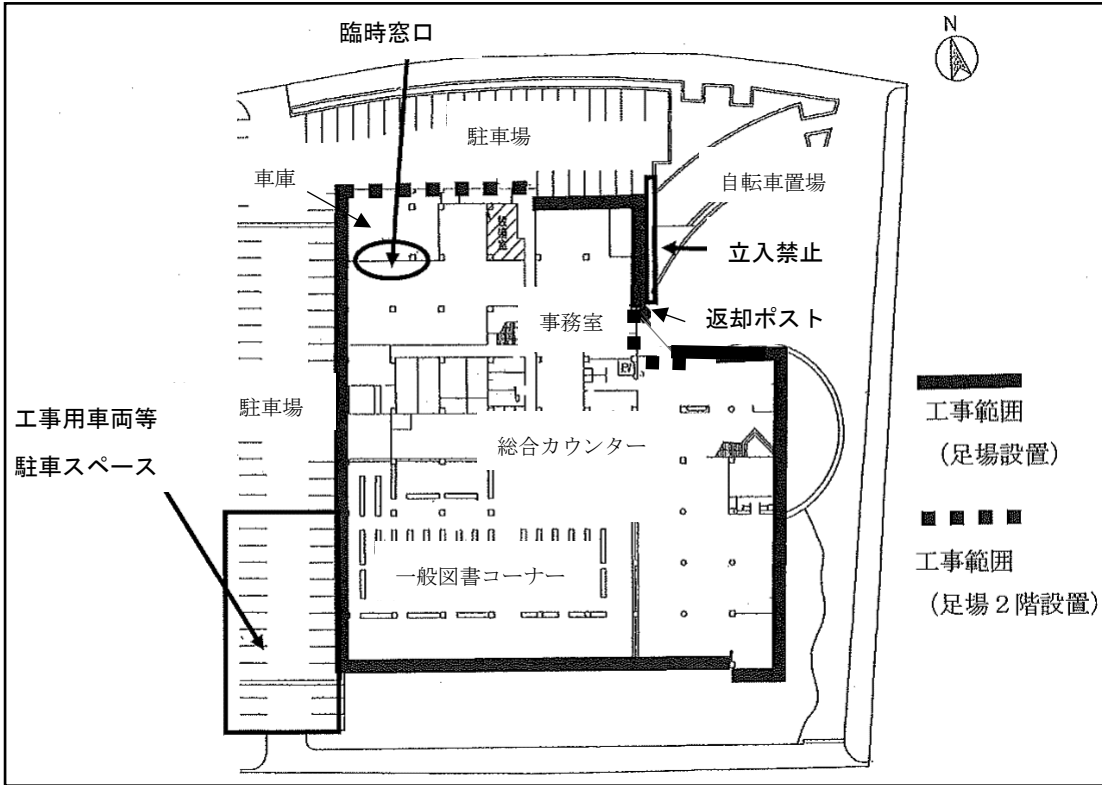 臨時窓口
N
駐車場
車庫
自転車置場
立入禁止
返却ポスト
事務室
EV
工事用車両等
駐車スペース
駐車場
総合カウンター
一般図書コーナー
工事範囲
(足場設置)
工事範囲
(足場2階設置)